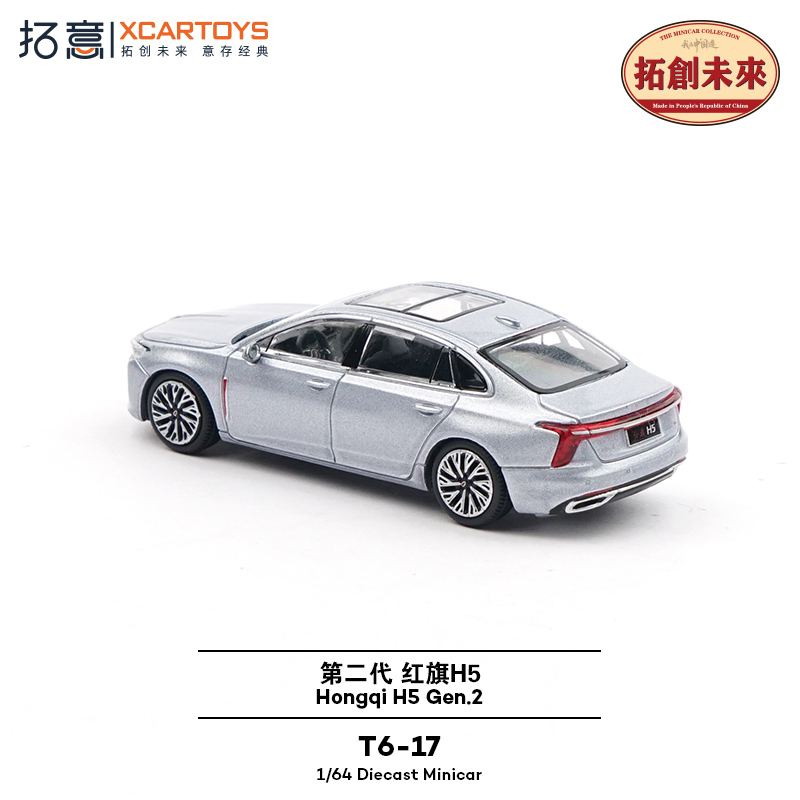 拓意
XCARTOYS
拓创未来 意存经典
THE MINICAR COLLECTION
拓創未來
Made in People's Republic of China
H5
第二代 红旗H5
Hongqi H5 Gen.2
T6-17
1/64 Diecast Minicar